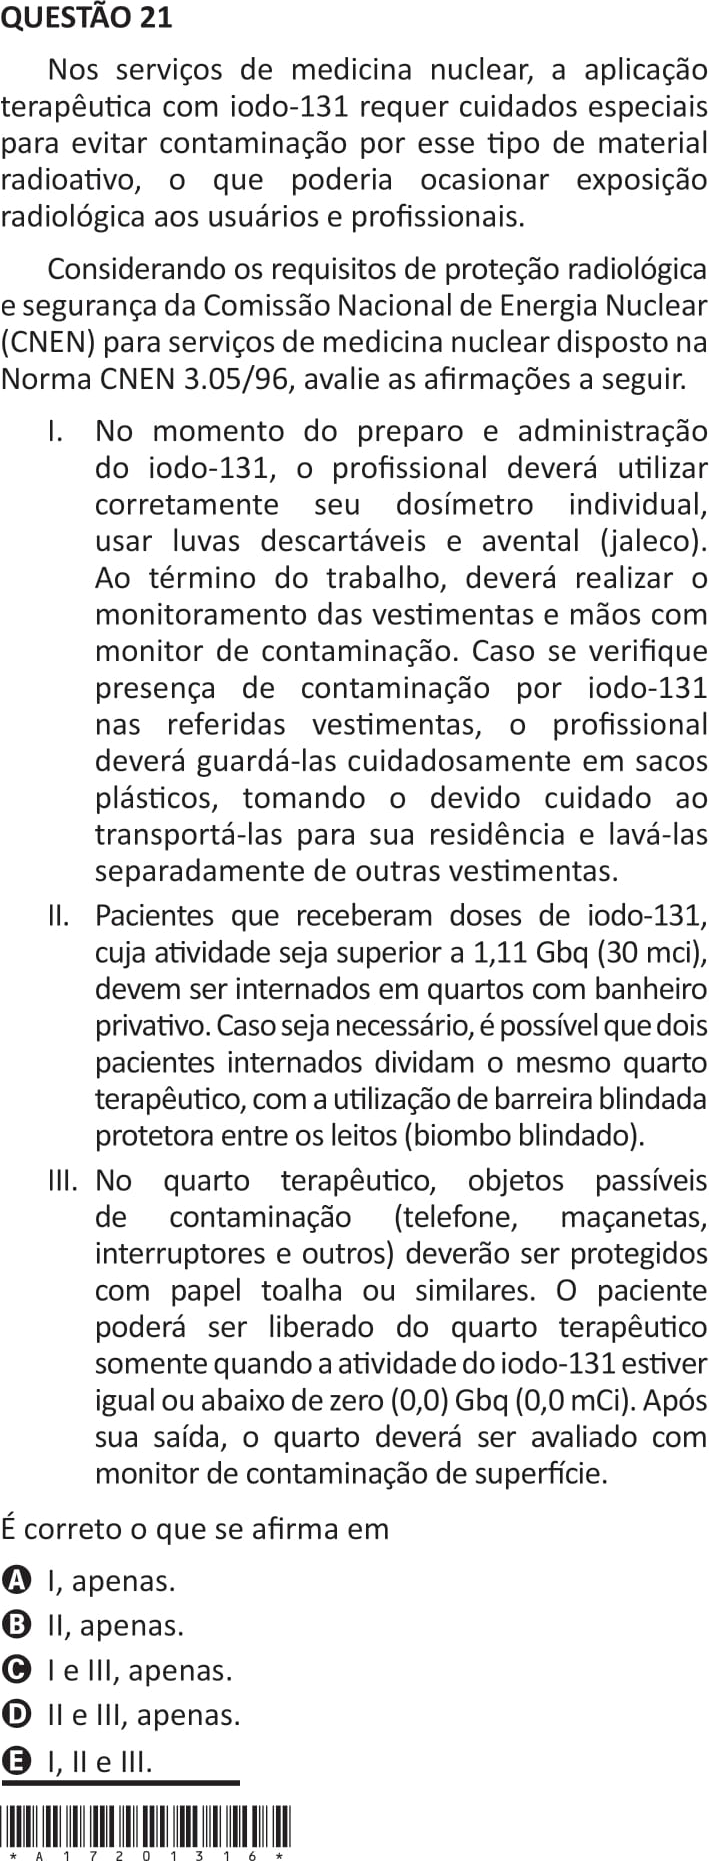 QUESTÃO 21
Nos serviços de medicina nuclear, a aplicação
terapêutica com iodo-131 requer cuidados especiais
para evitar contaminação por esse tipo de material
radioativo, o que poderia ocasionar exposição
radiológica aos usuários e profissionais.
Considerando os requisitos de proteção radiológica
e segurança da Comissão Nacional de Energia Nuclear
(CNEN) para serviços de medicina nuclear disposto na
Norma CNEN 3.05/96, avalie as afirmações a seguir.
I. No momento do preparo e administração
do iodo-131, o profissional deverá utilizar
corretamente seu dosímetro individual,
usar luvas descartáveis e avental (jaleco).
Ao término do trabalho, deverá realizar o
monitoramento das vestimentas e mãos com
monitor de contaminação. Caso se verifique
presença de contaminação por iodo-131
nas referidas vestimentas, o profissional
deverá guardá-las cuidadosamente em sacos
plásticos, tomando o devido cuidado ao
transportá-las para sua residência e lavá-las
separadamente de outras vestimentas.
II. Pacientes que receberam doses de iodo-131,
cuja atividade seja superior a 1,11 Gbq (30 mci),
devem ser internados em quartos com banheiro
privativo. Caso seja necessário, é possível que dois
pacientes internados dividam o mesmo quarto
terapêutico, com a utilização de barreira blindada
protetora entre os leitos (biombo blindado).
III. No quarto terapêutico, objetos passíveis
de contaminação (telefone, maçanetas,
interruptores e outros) deverão ser protegidos
com papel toalha ou similares. O paciente
poderá ser liberado do quarto terapêutico
somente quando a atividade do iodo-131 estiver
igual ou abaixo de zero (0,0) Gbq (0,0 mCi). Após
sua saída, o quarto deverá ser avaliado com
monitor de contaminação de superfície.
É correto o que se afirma em
A I, apenas.
B II, apenas.
C I e III, apenas.
D II e III, apenas.
E I, II e III.
* A 1 7 2 0 1 3 1 6 *